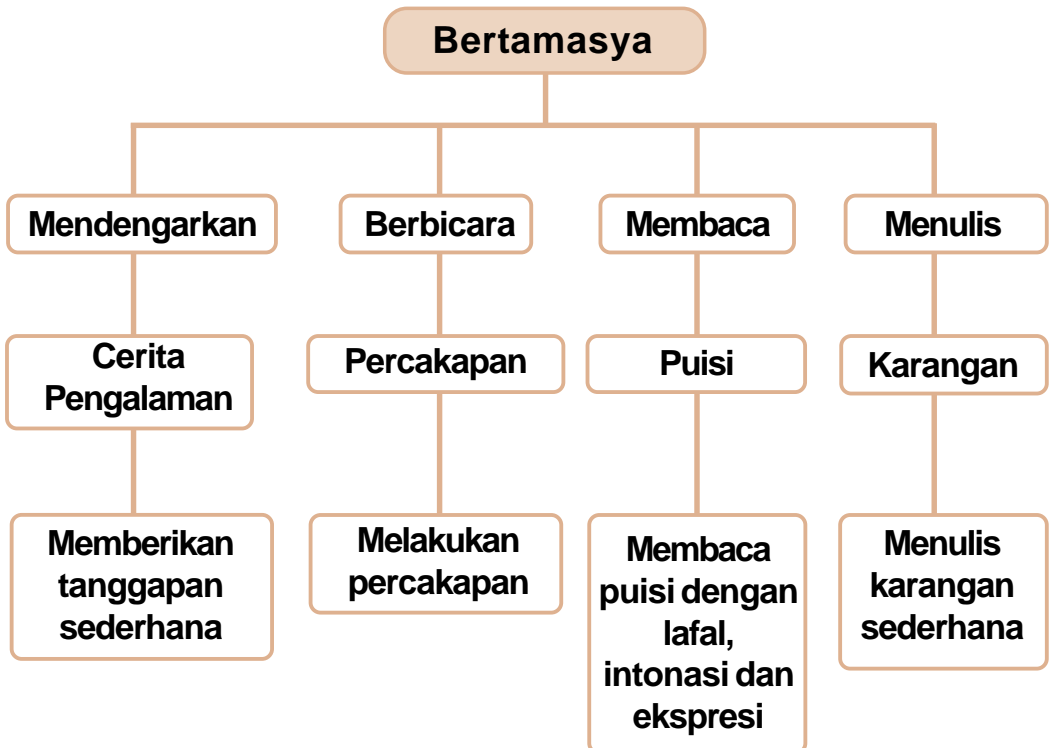 Bertamasya
Mendengarkan
Berbicara
Membaca
Menulis
Cerita
Pengalaman
Percakapan
Puisi
Karangan
Memberikan
tanggapan
sederhana
Melakukan
percakapan
Membaca
puisi dengan
lafal,
intonasi dan
ekspresi
Menulis
karangan
sederhana